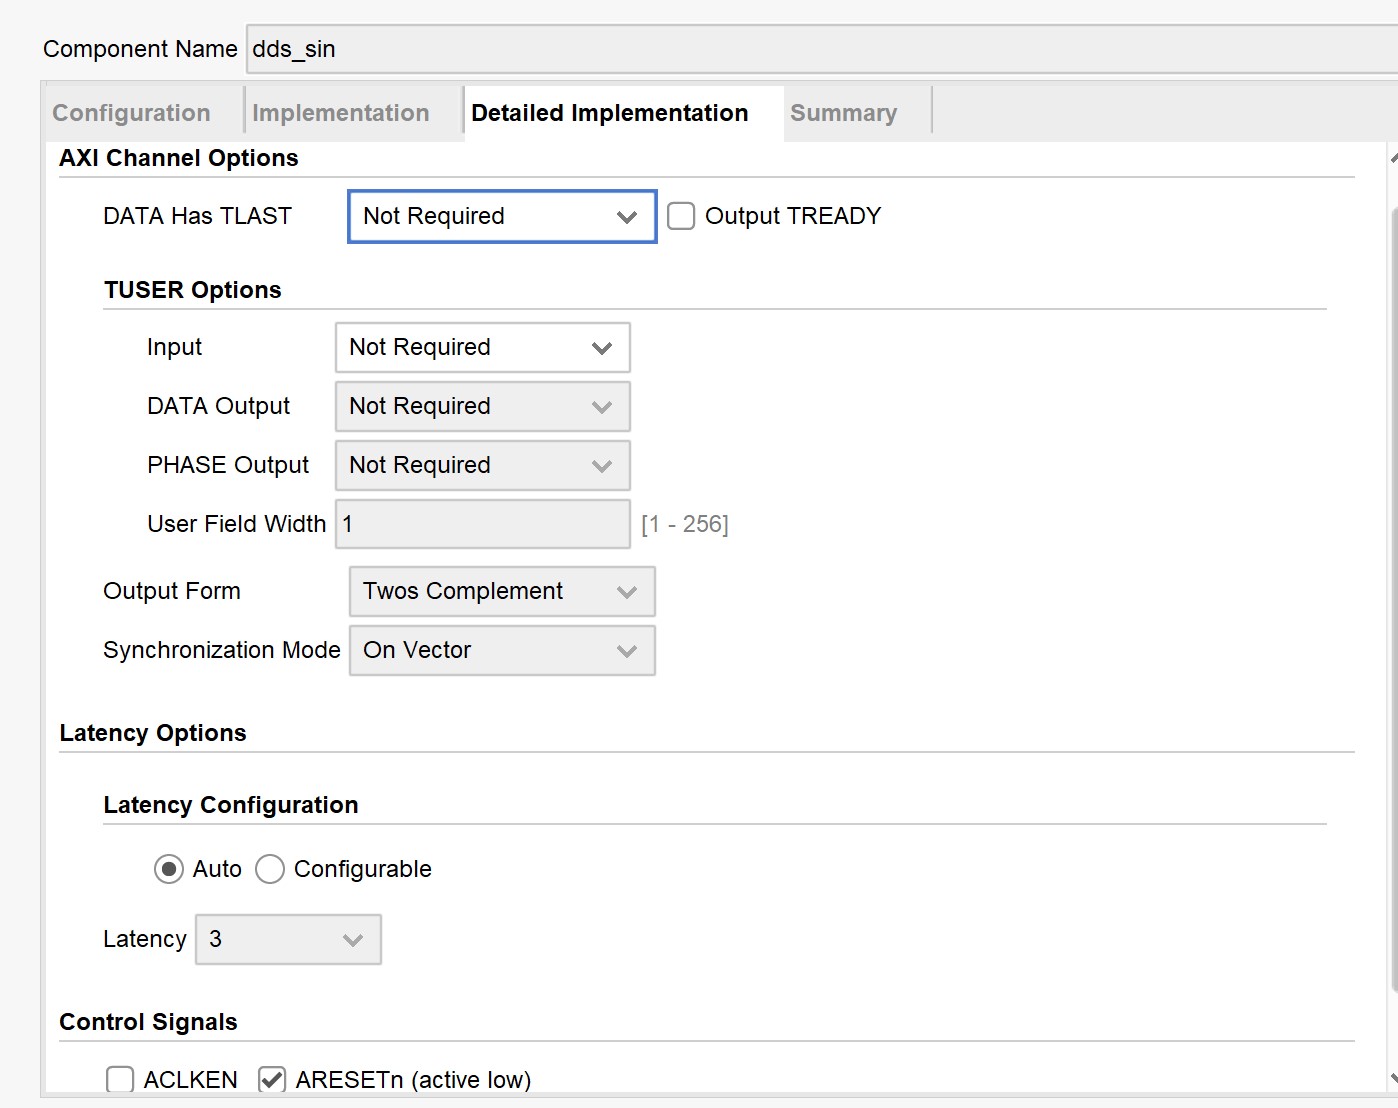 Component Name dds_sin
Configuration Implementation Detailed Implementation Summary
AXI Channel Options
DATA Has TLAST Not Required Output TREADY
TUSER Options
Input Not Required
DATA Output Not Required
PHASE Output Not Required
User Field Width 1 [1 - 256]
Output Form Twos Complement
Synchronization Mode On Vector
Latency Options
Latency Configuration
Auto Configurable
Latency 3
Control Signals
ACLKEN ARESETn (active low)